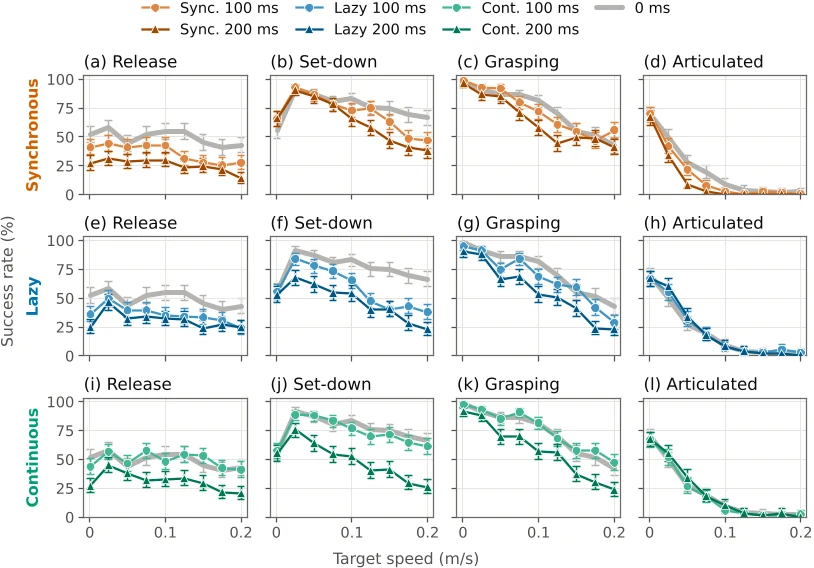 Sync. 100 ms Lazy 100 ms Cont. 100 ms 0 ms
Sync. 200 ms Lazy 200 ms Cont. 200 ms
(a) Release (b) Set-down (c) Grasping (d) Articulated
100
75
50
25
0
Synchronous
(e) Release (f) Set-down (g) Grasping (h) Articulated
100
75
50
25
0
Lazy
Success rate (%)
(i) Release (j) Set-down (k) Grasping (l) Articulated
100
75
50
25
0
Continuous
0 0.1 0.2 0 0.1 0.2 0 0.1 0.2 0 0.1 0.2
Target speed (m/s)